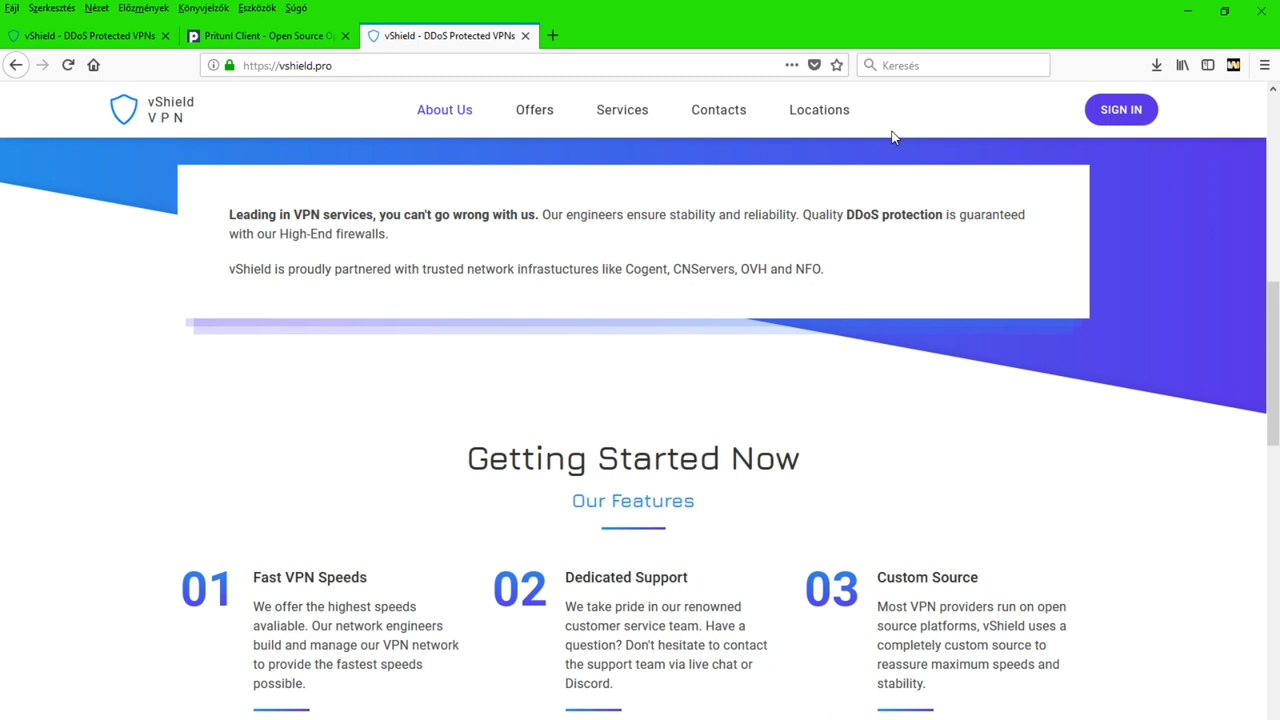 Fájl Szerkesztés Nézet Előzmények Könyvjelzők Eszközök Súgó
vShield - DDoS Protected VPNs
Pritunl Client - Open Source O
vShield - DDoS Protected VPNs
https://vshield.pro
Keresés
vShield
VPN
About Us
Offers
Services
Contacts
Locations
SIGN IN
Leading in VPN services, you can't go wrong with us. Our engineers ensure stability and reliability. Quality DDoS protection is guaranteed
with our High-End firewalls.
vShield is proudly partnered with trusted network infrastuctures like Cogent, CNServers, OVH and NFO.
Getting Started Now
Our Features
01
Fast VPN Speeds
We offer the highest speeds
avaliable. Our network engineers
build and manage our VPN network
to provide the fastest speeds
possible.
02
Dedicated Support
We take pride in our renowned
customer service team. Have a
question? Don't hesitate to contact
the support team via live chat or
Discord.
03
Custom Source
Most VPN providers run on open
source platforms, vShield uses a
completely custom source to
reassure maximum speeds and
stability.